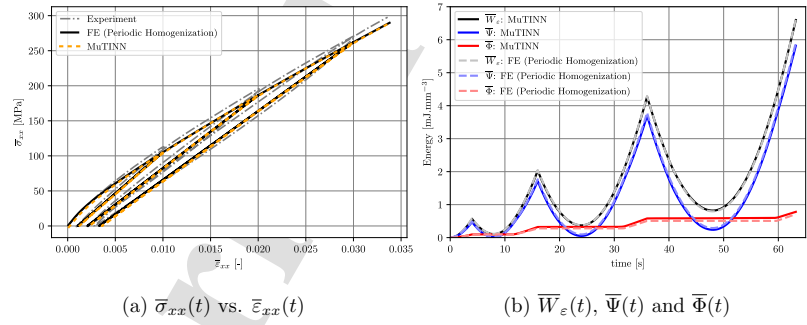 Experiment
FE (Periodic Homogenization)
MuTINN
300
250
200
150
100
50
0
σ̅xx [MPa]
0.000 0.005 0.010 0.015 0.020 0.025 0.030 0.035
ε̅xx [-]
(a) σ̅xx(t) vs. ε̅xx(t)
W̅ε: MuTINN
Ψ̅: MuTINN
Φ̅: MuTINN
W̅ε: FE (Periodic Homogenization)
Ψ̅: FE (Periodic Homogenization)
Φ̅: FE (Periodic Homogenization)
7
6
5
4
3
2
1
0
Energy [mJ.mm⁻³]
0 10 20 30 40 50 60
time [s]
(b) W̅ε(t), Ψ̅(t) and Φ̅(t)